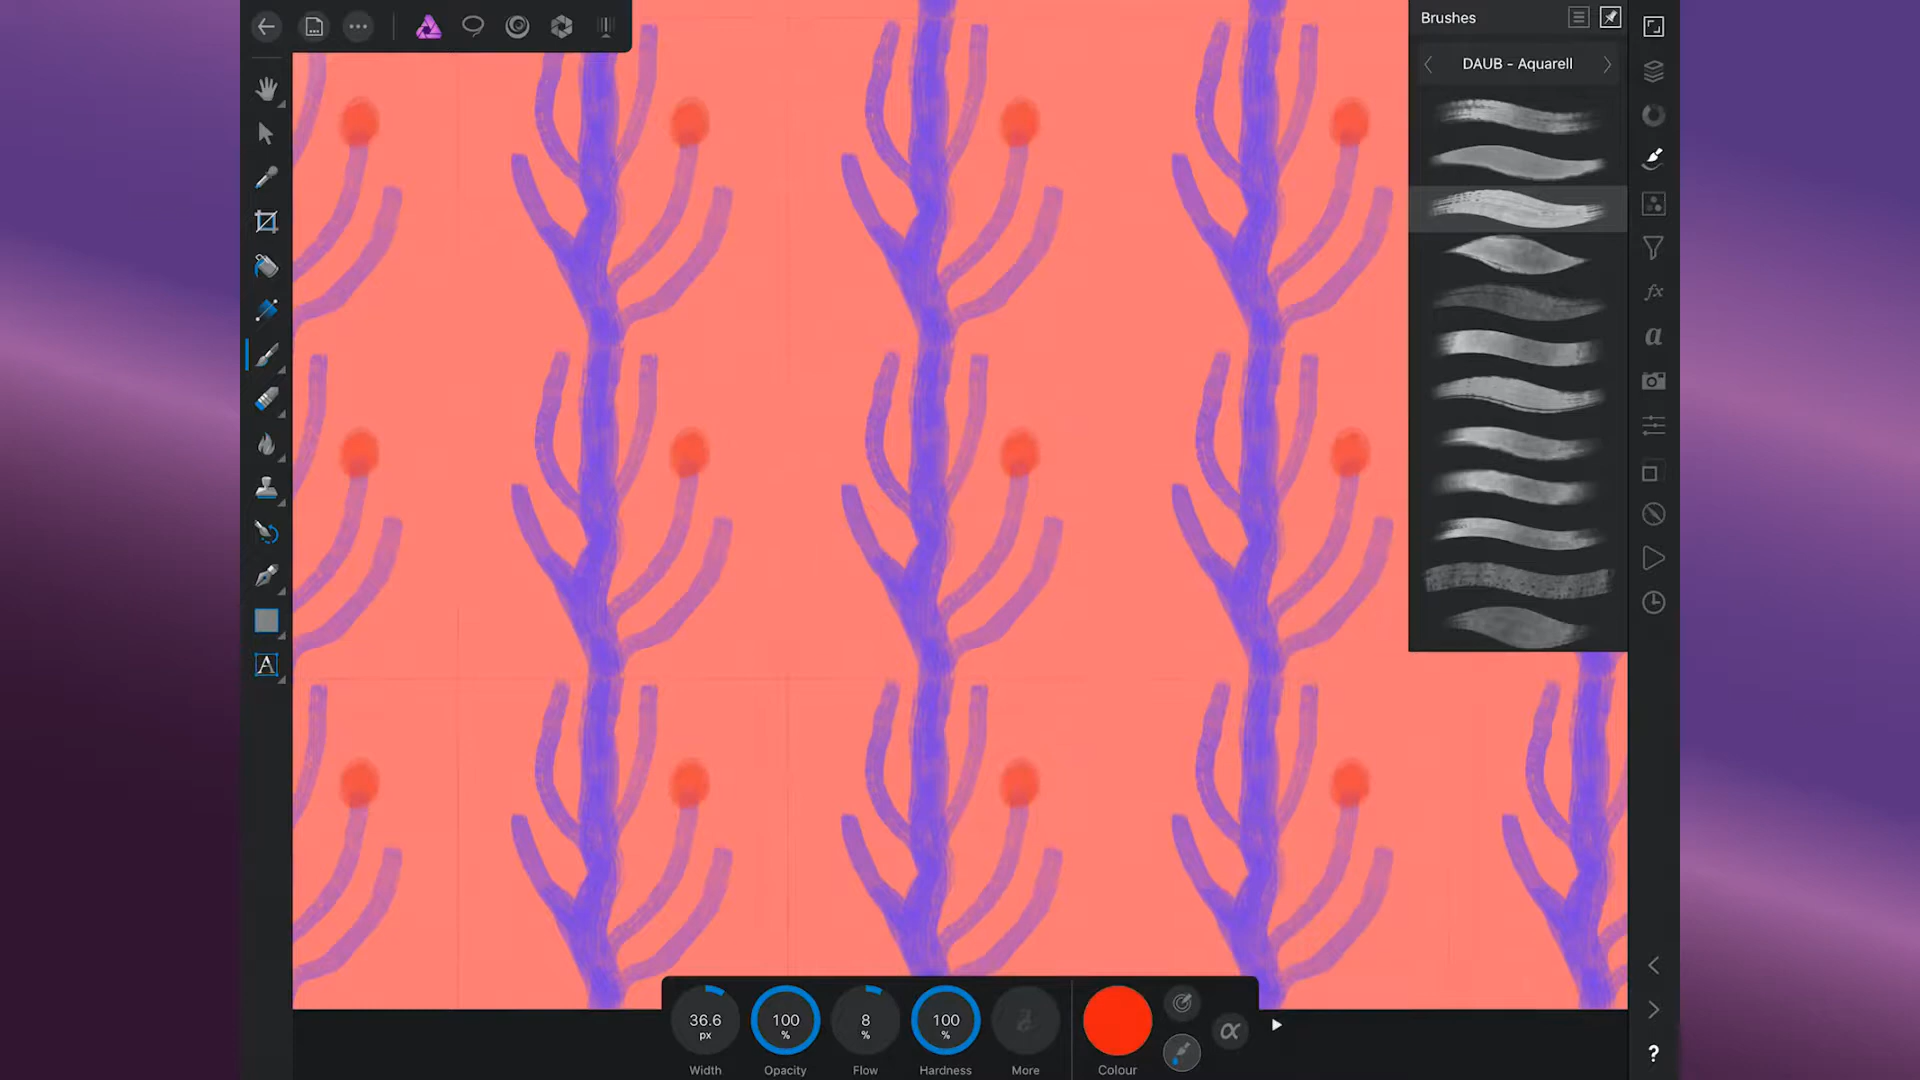 Brushes
DAUB - Aquarell
fx
a
A
36.6
px
100
%
8
%
100
%
α
Width
Opacity
Flow
Hardness
More
Colour
?